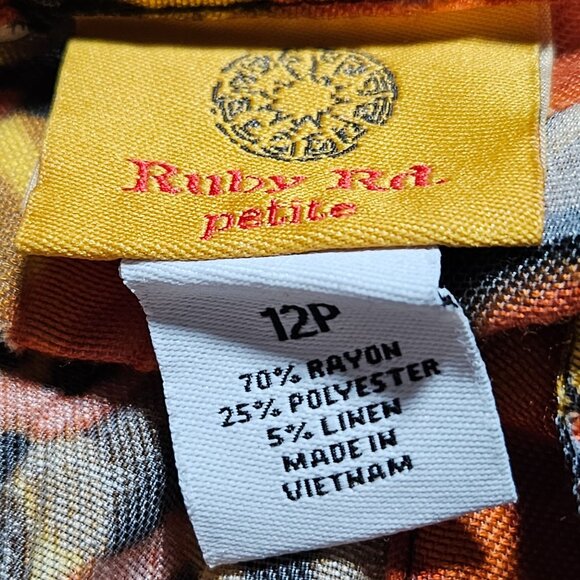 Ruby Rd.
petite
12P
70% RAYON
25% POLYESTER
5% LINEN
MADE IN
VIETNAM